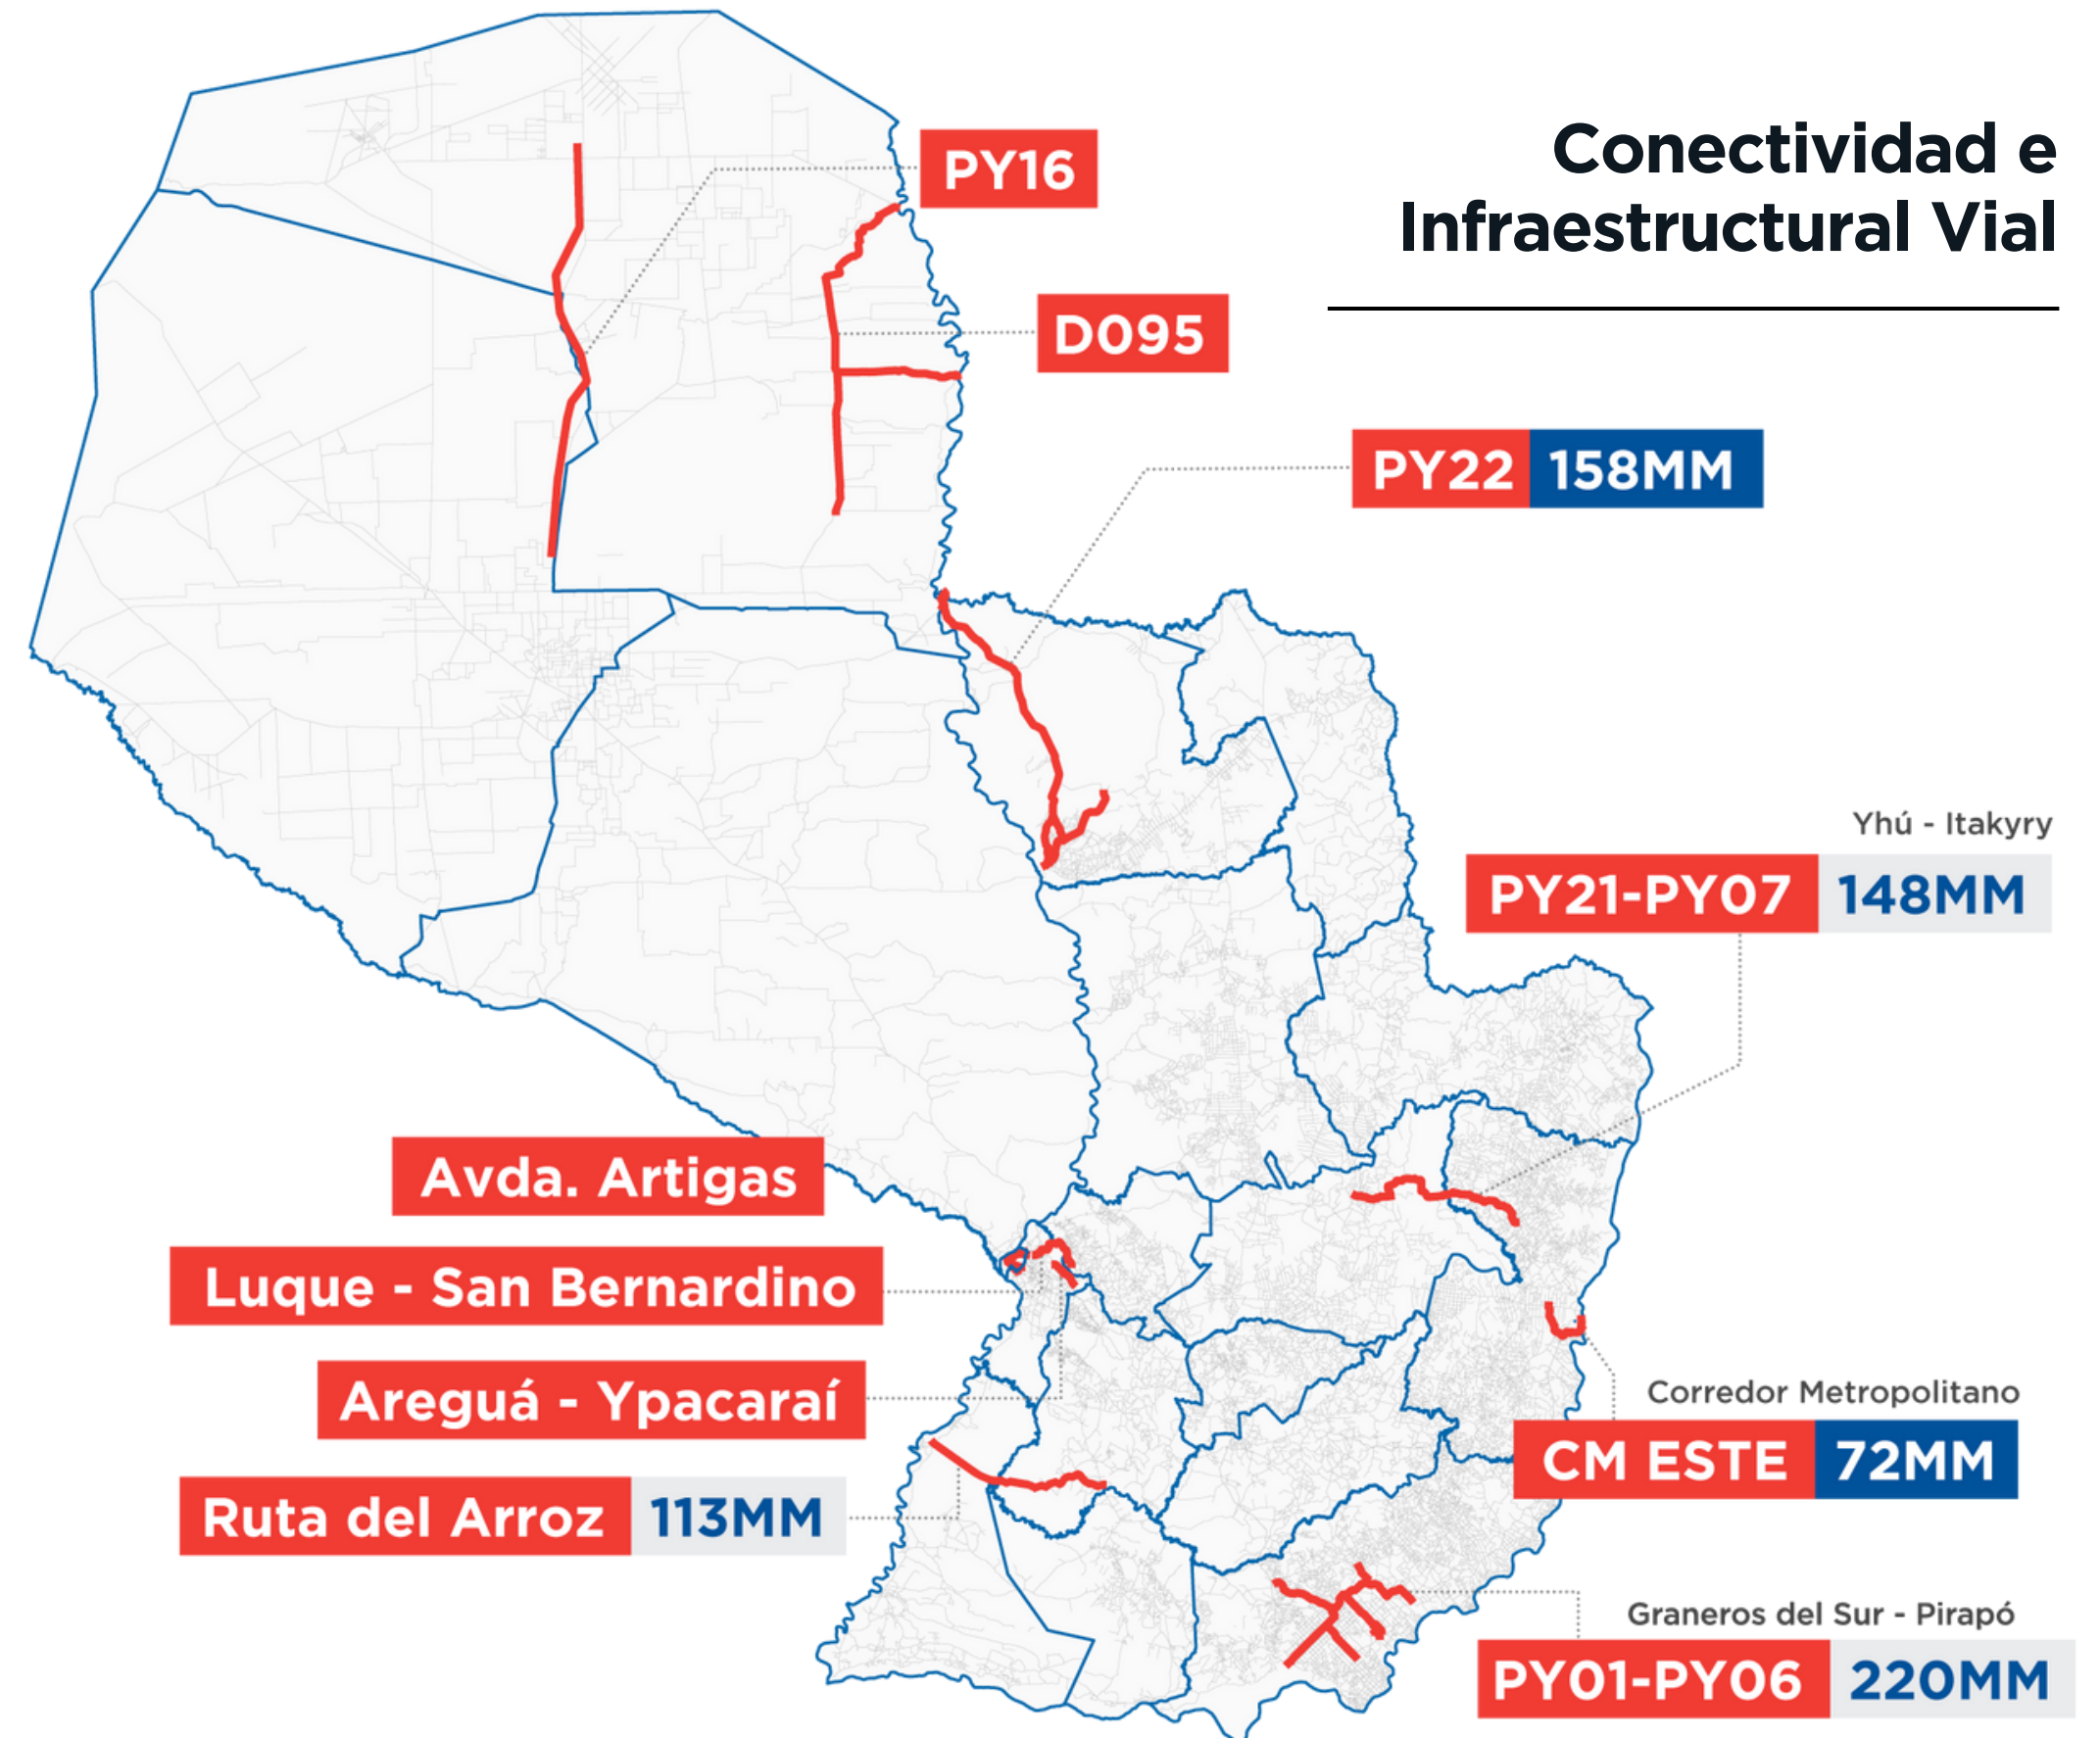 Conectividad e
Infraestructural Vial
PY16
D095
PY22 158MM
Yhú - Itakyry
PY21-PY07 148MM
Avda. Artigas
Luque - San Bernardino
Areguá - Ypacaraí
Ruta del Arroz 113MM
Corredor Metropolitano
CM ESTE 72MM
Graneros del Sur - Pirapó
PY01-PY06 220MM